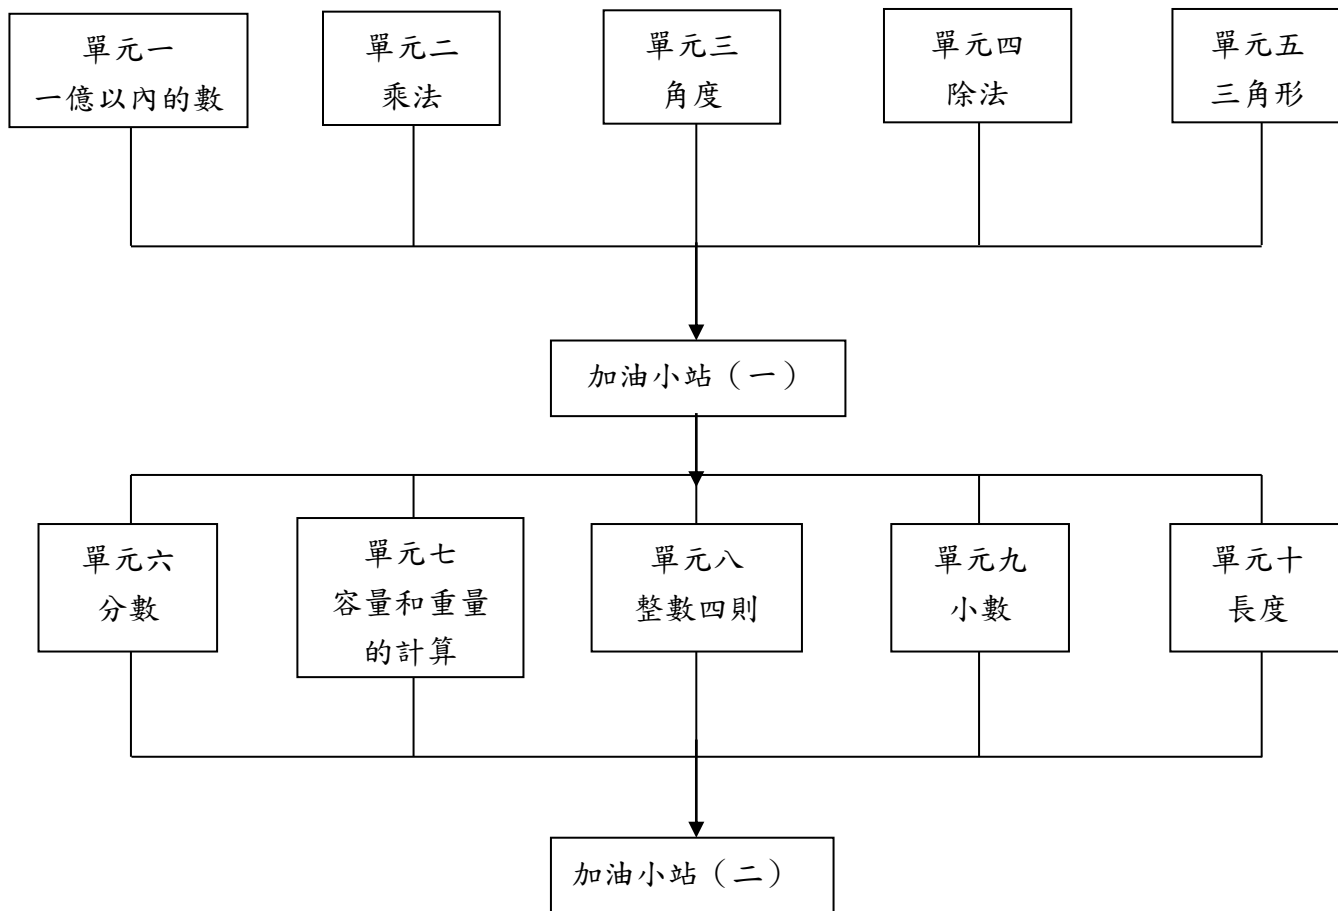 單元一
一億以內的數
單元二
乘法
單元三
角度
單元四
除法
單元五
三角形
加油小站（一）
單元六
分數
單元七
容量和重量
的計算
單元八
整數四則
單元九
小數
單元十
長度
加油小站（二）